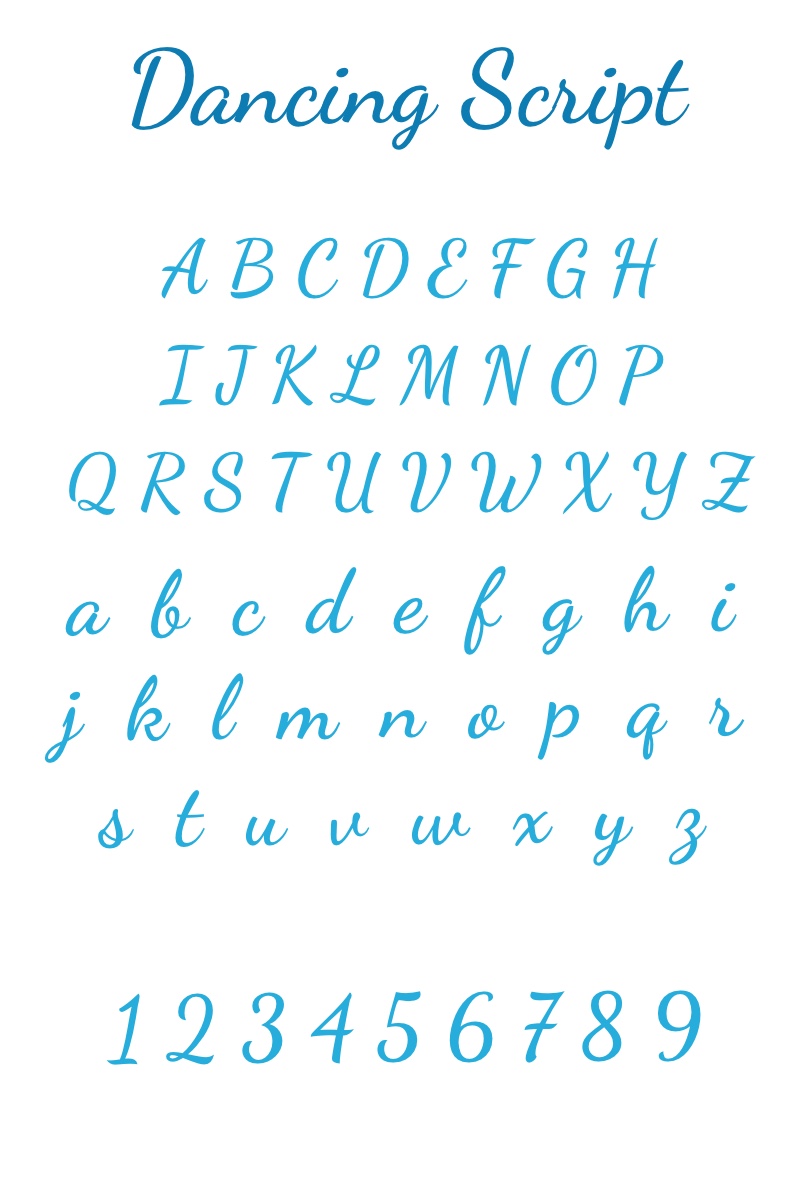 Dancing Script
A B C D E F G H
I J K L M N O P
Q R S T U V W X Y Z
a b c d e f g h i
j k l m n o p q r
s t u v w x y z
1 2 3 4 5 6 7 8 9